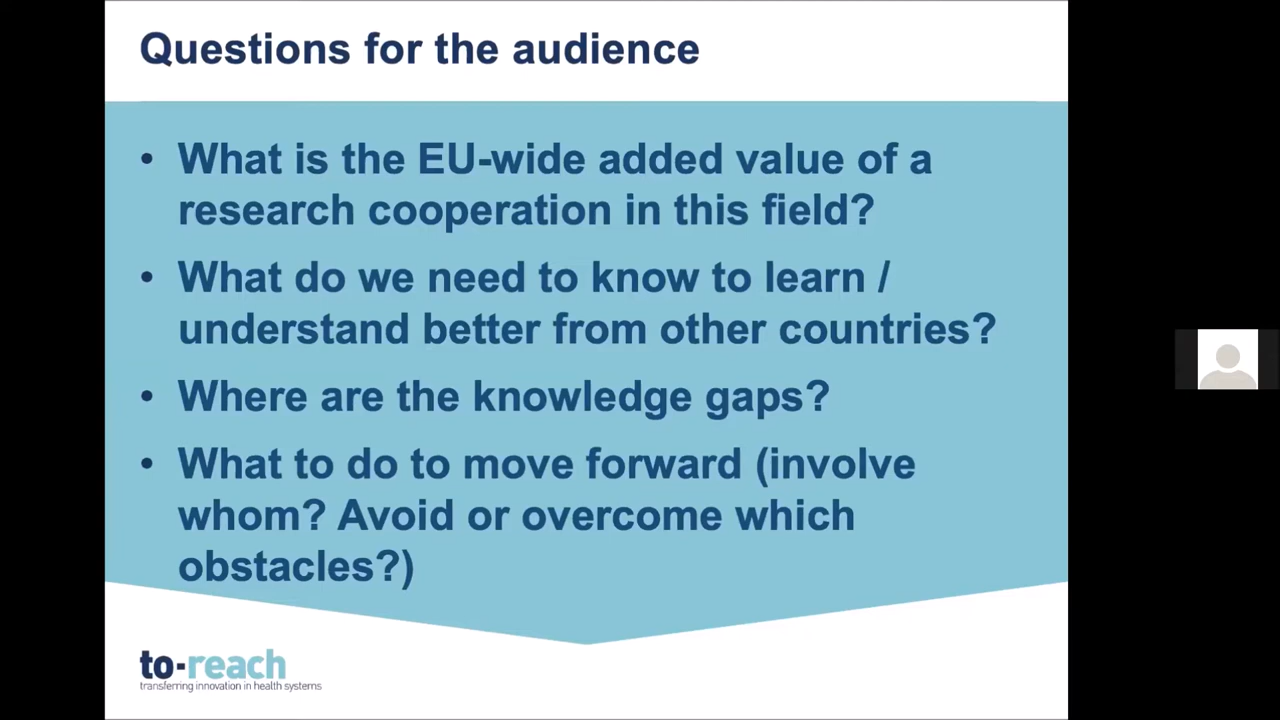 Questions for the audience
• What is the EU-wide added value of a
research cooperation in this field?
• What do we need to know to learn /
understand better from other countries?
• Where are the knowledge gaps?
• What to do to move forward (involve
whom? Avoid or overcome which
obstacles?)
to-reach
transferring innovation in health systems